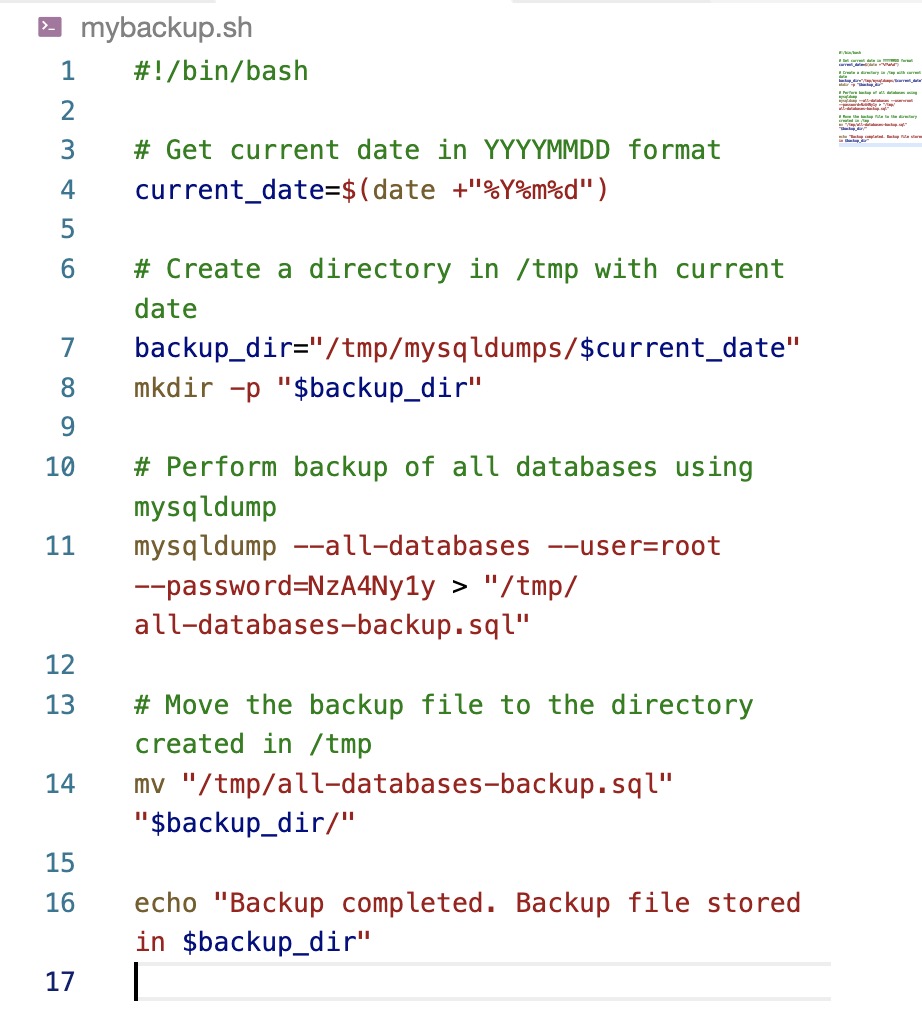 mybackup.sh
1 #!/bin/bash
2
3 # Get current date in YYYYMMDD format
4 current_date=$(date +"%Y%m%d")
5
6 # Create a directory in /tmp with current
date
7 backup_dir="/tmp/mysqldumps/$current_date"
8 mkdir -p "$backup_dir"
9
10 # Perform backup of all databases using
mysqldump
11 mysqldump --all-databases --user=root
--password=NzA4Ny1y > "/tmp/
all-databases-backup.sql"
12
13 # Move the backup file to the directory
created in /tmp
14 mv "/tmp/all-databases-backup.sql"
"$backup_dir/"
15
16 echo "Backup completed. Backup file stored
in $backup_dir"
17